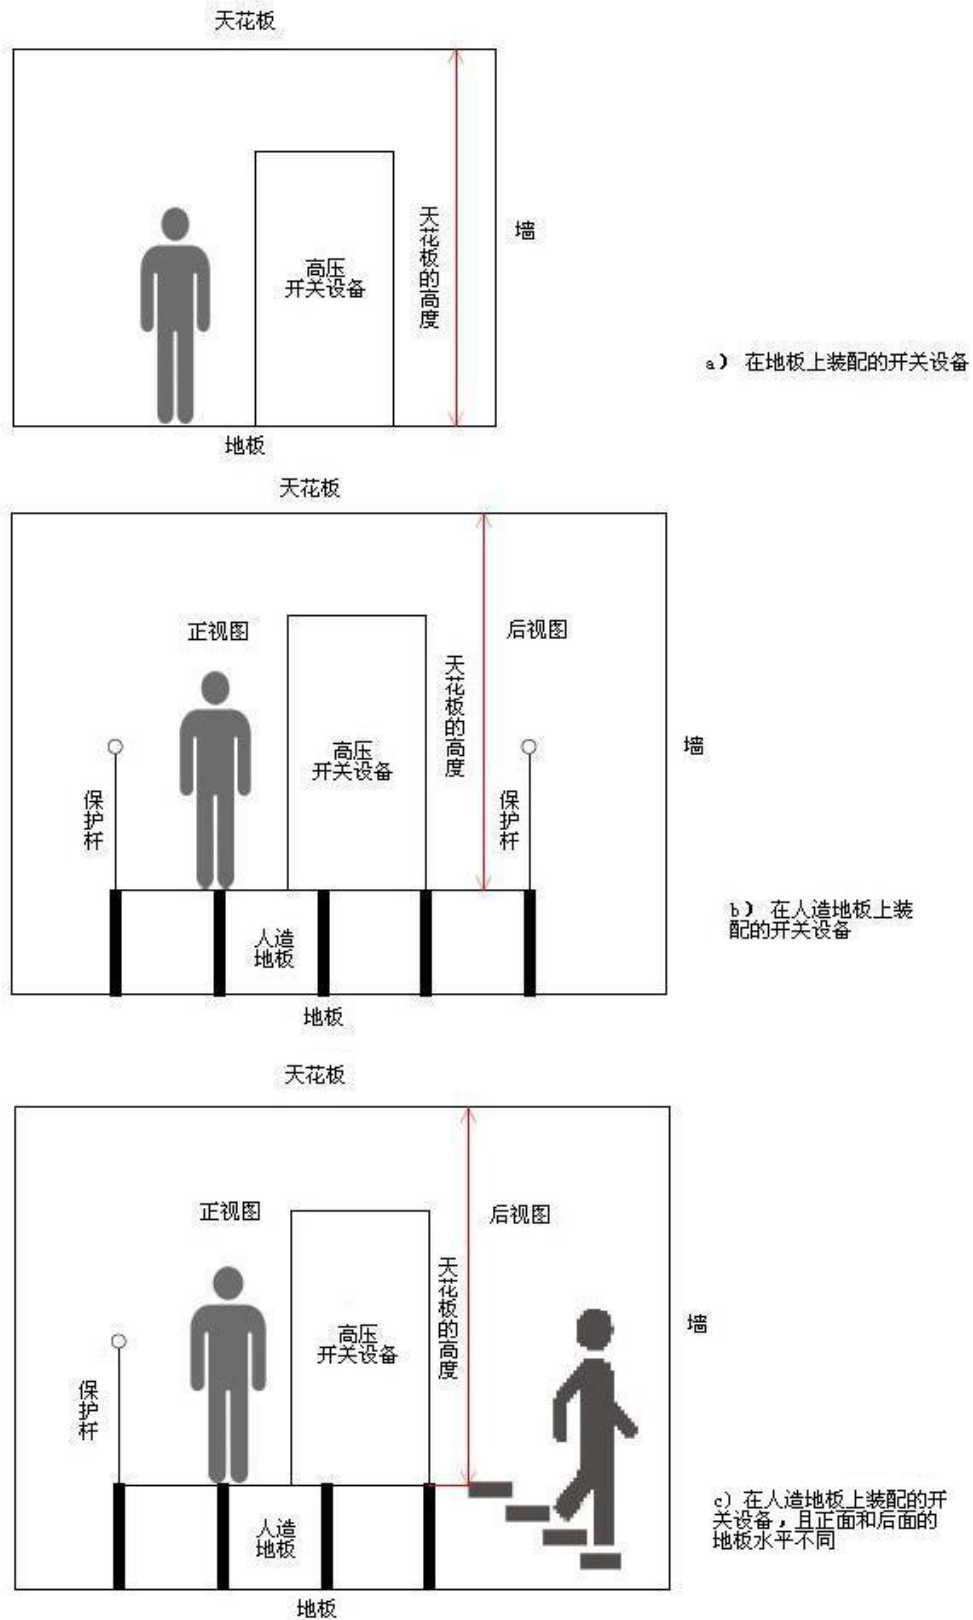 天花板
天花板的高度
墙
高压
开关设备
a） 在地板上装配的开关设备
地板
天花板
正视图
后视图
天花板的高度
墙
高压
开关设备
保护杆
保护杆
b） 在人造地板上装
配的开关设备
人造
地板
地板
天花板
正视图
后视图
天花板的高度
墙
高压
开关设备
保护杆
c）在人造地板上装配的开
关设备，且正面和后面的
地板水平不同
人造
地板
地板